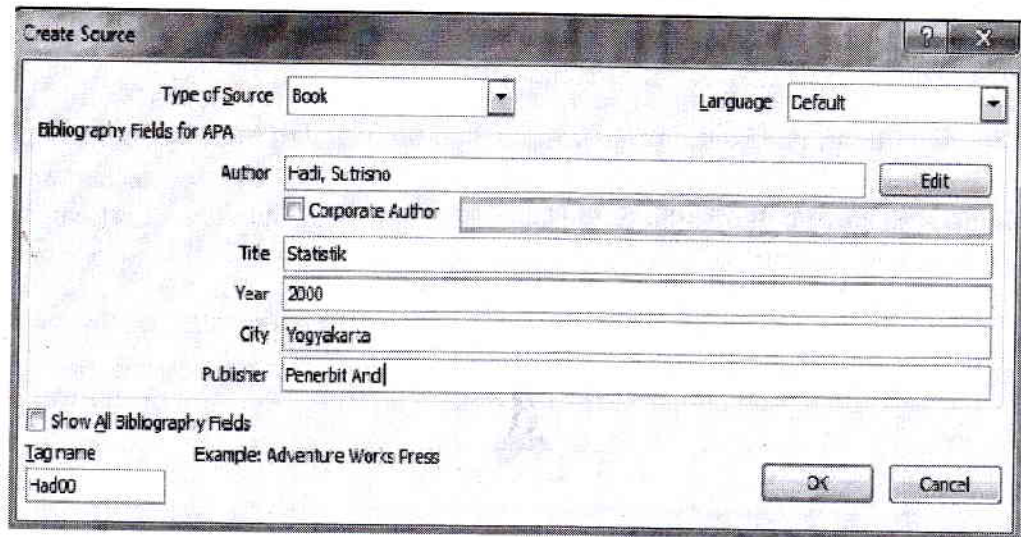 Create Source
Type of Source Book Language Default
Bibliography Fields for APA
Author Hadi, Sutrisno Edit
Corporate Author
Title Statistik
Year 2000
City Yogyakarta
Publisher Penerbit Andi
Show All Bibliography Fields
Tag name Example: Adventure Works Press
Had00 OK Cancel